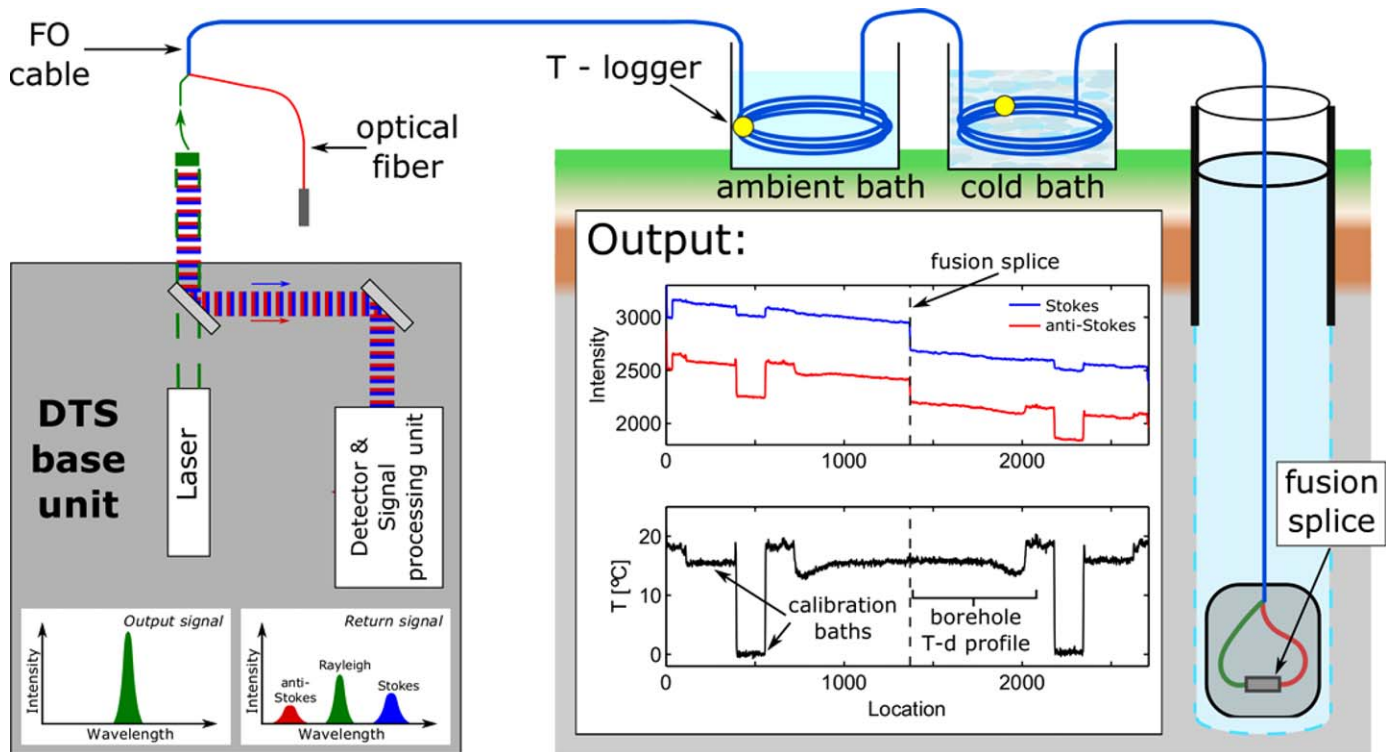 FO
cable
T - logger
optical
fiber
ambient bath
cold bath
DTS
base
unit
Laser
Detector &
Signal
processing unit
Output signal
Intensity
Wavelength
Return signal
Intensity
anti-
Stokes
Rayleigh
Stokes
Wavelength
Output:
fusion splice
Stokes
anti-Stokes
Intensity
3000
2500
2000
0
1000
2000
T [ºC]
20
10
0
calibration
baths
borehole
T-d profile
0
1000
2000
Location
fusion
splice